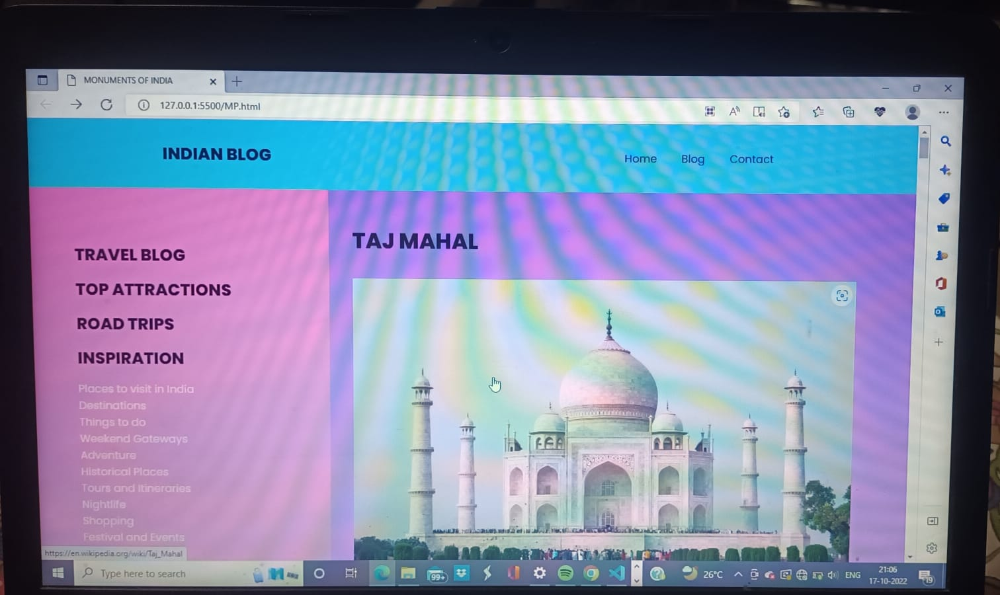 MONUMENTS OF INDIA
127.0.0.1:5500/MP.html
INDIAN BLOG
Home Blog Contact
TRAVEL BLOG
TOP ATTRACTIONS
ROAD TRIPS
INSPIRATION
Places to visit in India
Destinations
Things to do
Weekend Gateways
Adventure
Historical Places
Tours and Itineraries
Nightlife
Shopping
Festival and Events
TAJ MAHAL
https://en.wikipedia.org/wiki/Taj_Mahal
Type here to search
99+
26°C
ENG
21:06
17-10-2022
19